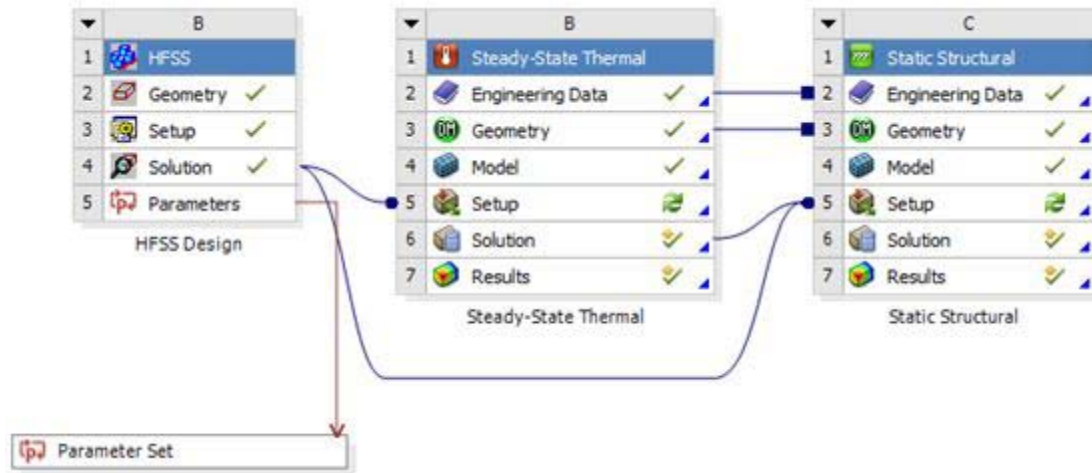 B
1 HFSS
2 Geometry
3 Setup
4 Solution
5 Parameters
HFSS Design
B
1 Steady-State Thermal
2 Engineering Data
3 Geometry
4 Model
5 Setup
6 Solution
7 Results
Steady-State Thermal
C
1 Static Structural
2 Engineering Data
3 Geometry
4 Model
5 Setup
6 Solution
7 Results
Static Structural
Parameter Set